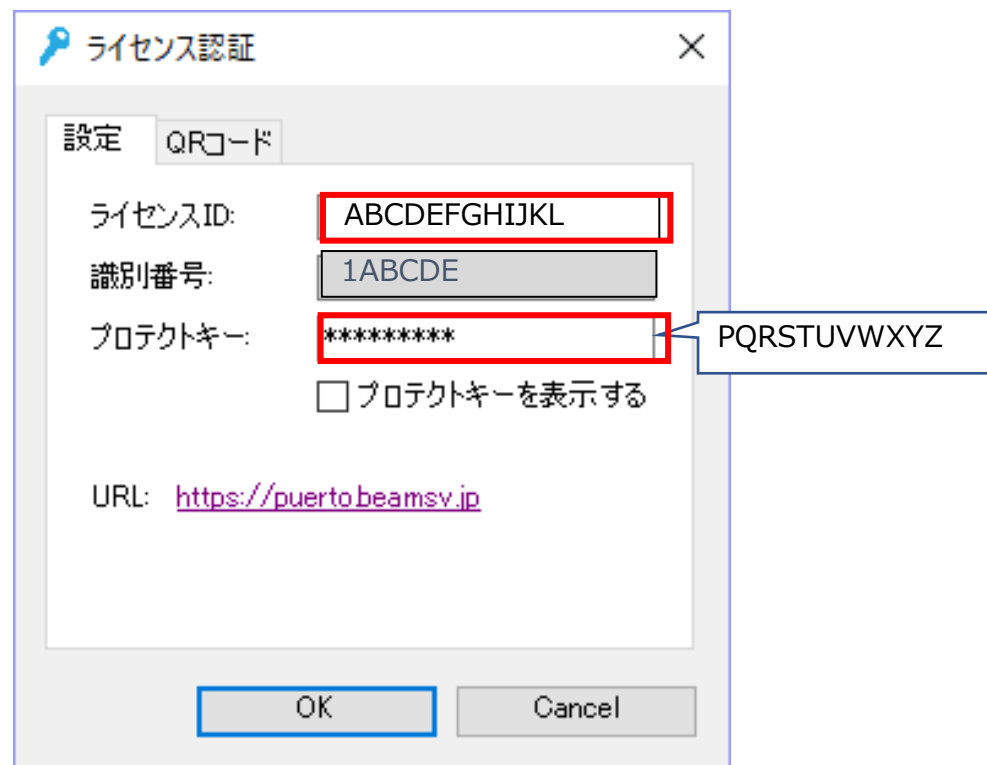 ライセンス認証
設定 QRコード
ライセンスID: ABCDEFGHIJKL
識別番号: 1ABCDE
プロテクトキー: ********* PQRSTUVWXYZ
プロテクトキーを表示する
URL: https://puerto.beamsv.jp
OK Cancel